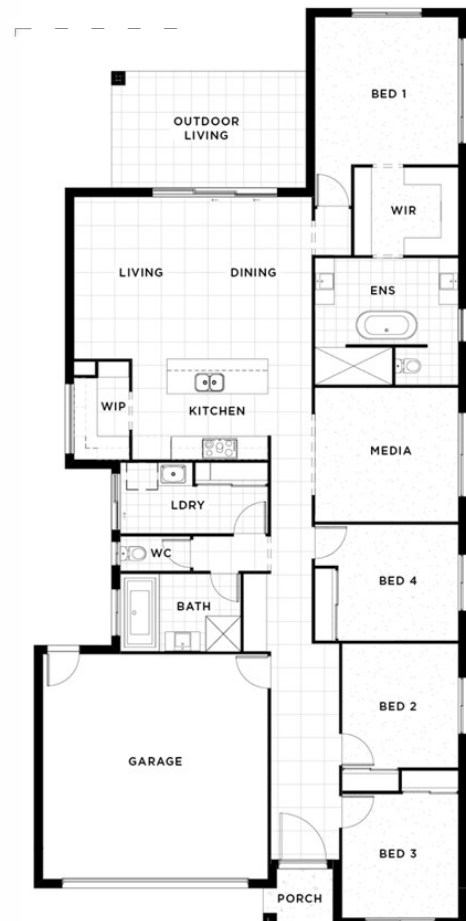 BED 1
OUTDOOR
LIVING
WIR
LIVING
DINING
ENS
WIP
KITCHEN
MEDIA
LDRY
WC
BED 4
BATH
BED 2
GARAGE
BED 3
PORCH